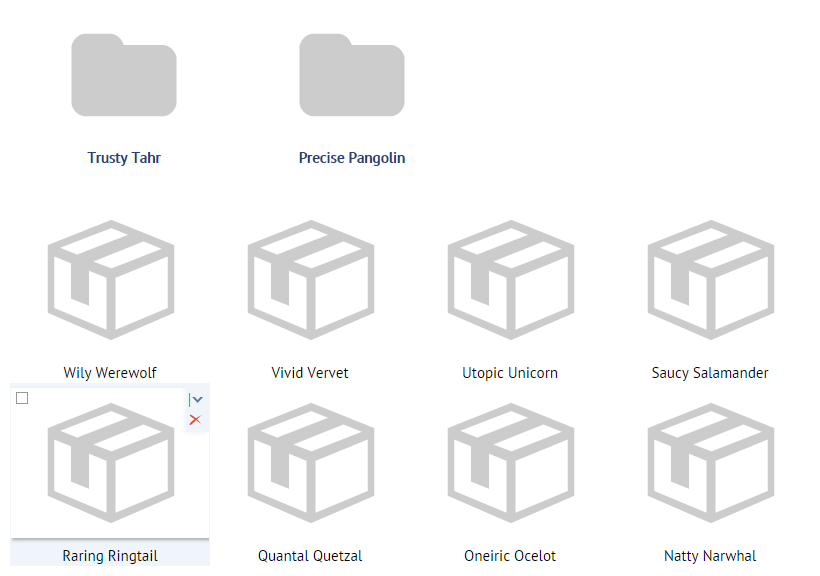 Trusty Tahr
Precise Pangolin
Wily Werewolf
Vivid Vervet
Utopic Unicorn
Saucy Salamander
Raring Ringtail
Quantal Quetzal
Oneiric Ocelot
Natty Narwhal